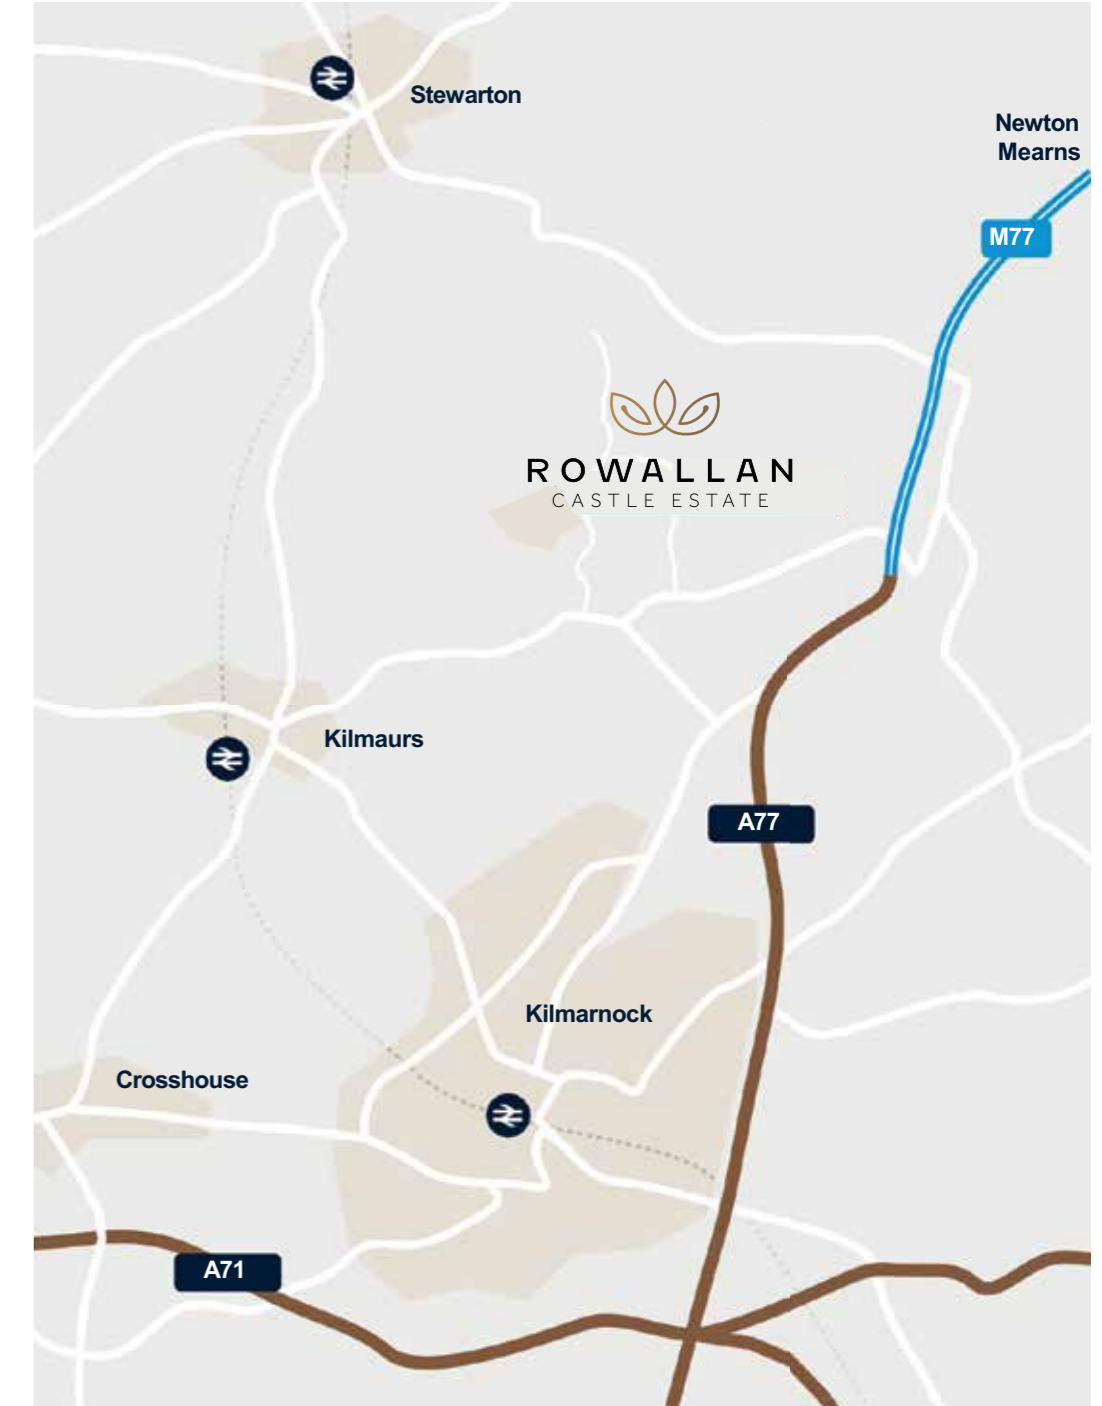 Stewarton
Newton
Mearns
M77
ROWALLAN
CASTLE ESTATE
Kilmaurs
A77
Kilmarnock
Crosshouse
A71